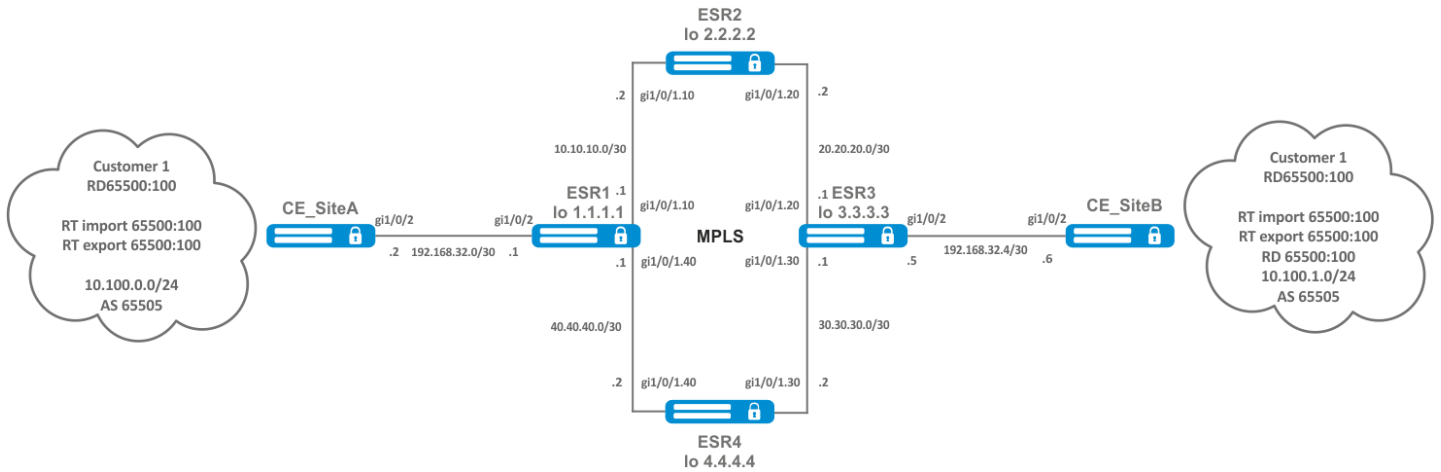 ESR2
lo 2.2.2.2
.2
gi1/0/1.10
gi1/0/1.20
.2
10.10.10.0/30
20.20.20.0/30
Customer 1
RD65500:100
RT import 65500:100
RT export 65500:100
10.100.0.0/24
AS 65505
CE_SiteA
gi1/0/2
.2
192.168.32.0/30
gi1/0/2
.1
ESR1
lo 1.1.1.1
.1
gi1/0/1.10
.1
gi1/0/1.40
MPLS
gi1/0/1.20
.1
ESR3
lo 3.3.3.3
gi1/0/1.30
.1
gi1/0/2
.5
192.168.32.4/30
gi1/0/2
.6
CE_SiteB
Customer 1
RD65500:100
RT import 65500:100
RT export 65500:100
RD 65500:100
10.100.1.0/24
AS 65505
40.40.40.0/30
30.30.30.0/30
.2
gi1/0/1.40
gi1/0/1.30
.2
ESR4
lo 4.4.4.4